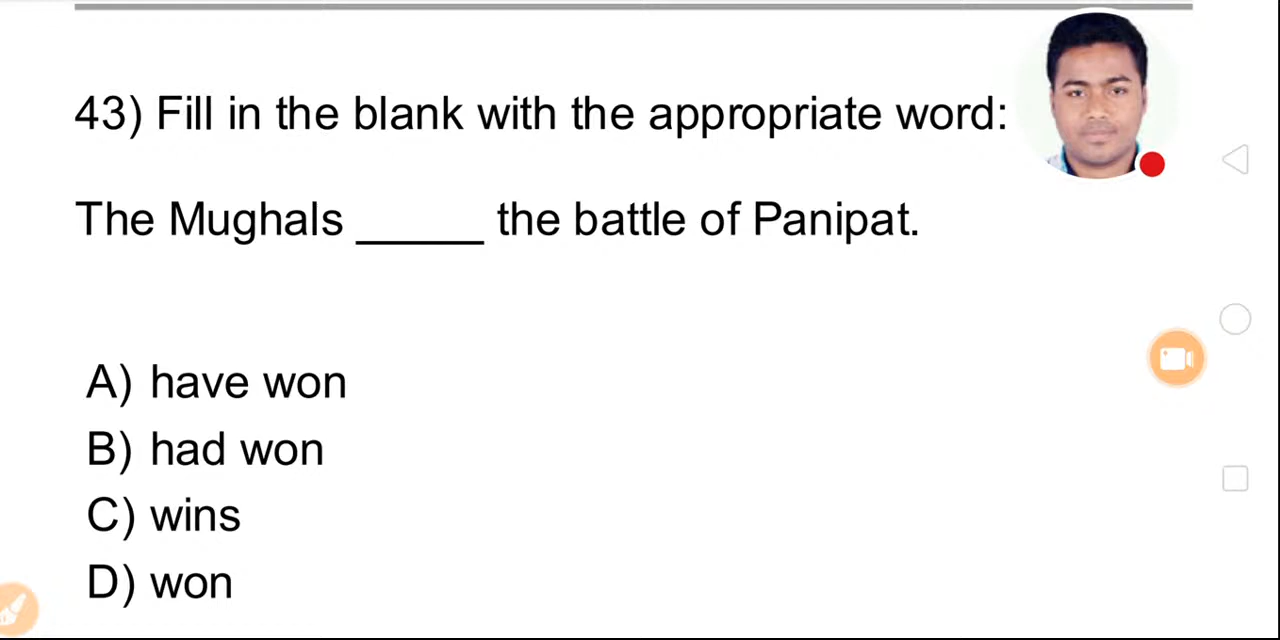 43) Fill in the blank with the appropriate word:
The Mughals _____ the battle of Panipat.
A) have won
B) had won
C) wins
D) won